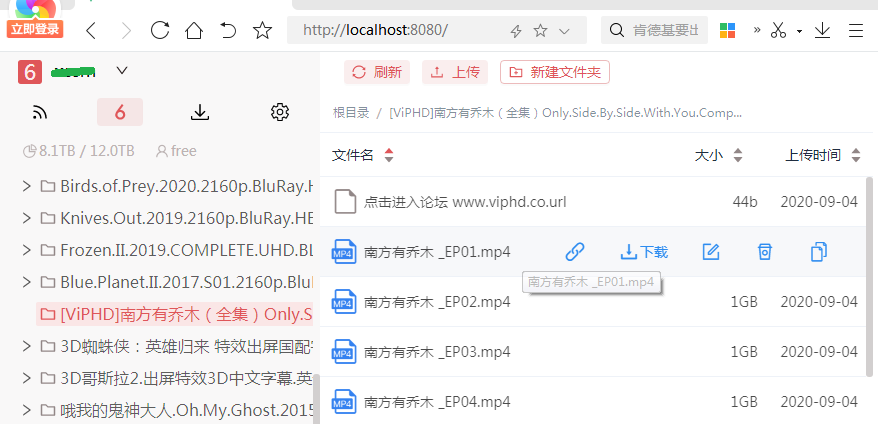 立即登录
http://localhost:8080/
肯德基要出
»
6
刷新
上传
新建文件夹
6
8.1TB / 12.0TB
free
根目录 / [ViPHD]南方有乔木（全集）Only.Side.By.Side.With.You.Comp...
文件名
大小
上传时间
Birds.of.Prey.2020.2160p.BluRay.H
Knives.Out.2019.2160p.BluRay.HE
Frozen.II.2019.COMPLETE.UHD.BL
Blue.Planet.II.2017.S01.2160p.Blu
[ViPHD]南方有乔木（全集）Only.S
3D蜘蛛侠：英雄归来 特效出屏国配
3D哥斯拉2.出屏特效3D中文字幕.英
哦我的鬼神大人.Oh.My.Ghost.2015
点击进入论坛 www.viphd.co.url
44b
2020-09-04
MP4
南方有乔木 _EP01.mp4
下载
南方有乔木 _EP01.mp4
MP4
南方有乔木 _EP02.mp4
1GB
2020-09-04
MP4
南方有乔木 _EP03.mp4
1GB
2020-09-04
MP4
南方有乔木 _EP04.mp4
1GB
2020-09-04